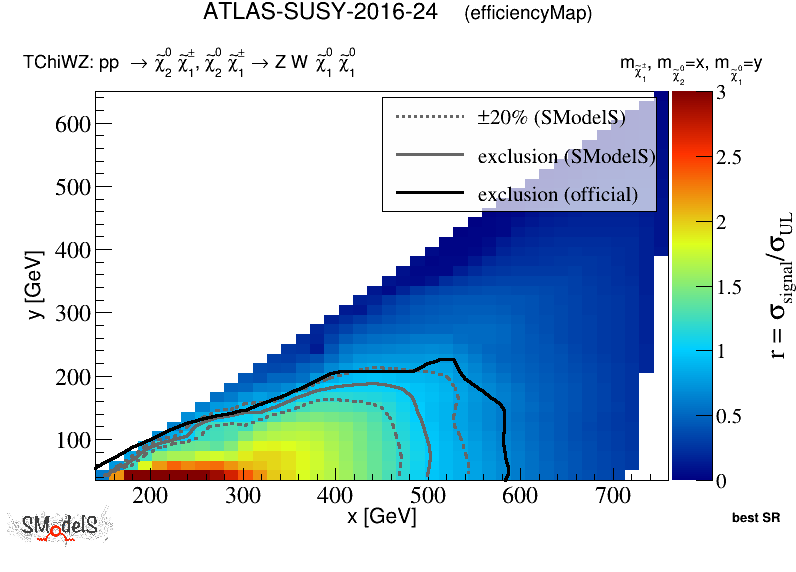 ATLAS-SUSY-2016-24 (efficiencyMap)
TChiWZ: pp → χ̃₂⁰ χ̃₁±, χ̃₂⁰ χ̃₁± → Z W χ̃₁⁰ χ̃₁⁰
m_χ̃₁±, m_χ̃₂⁰=x, m_χ̃₁⁰=y
±20% (SModelS)
exclusion (SModelS)
exclusion (official)
y [GeV]
600
500
400
300
200
100
200 300 400 500 600 700
x [GeV]
3
2.5
2
1.5
1
0.5
0
r = σ_signal/σ_UL
SModelS
best SR